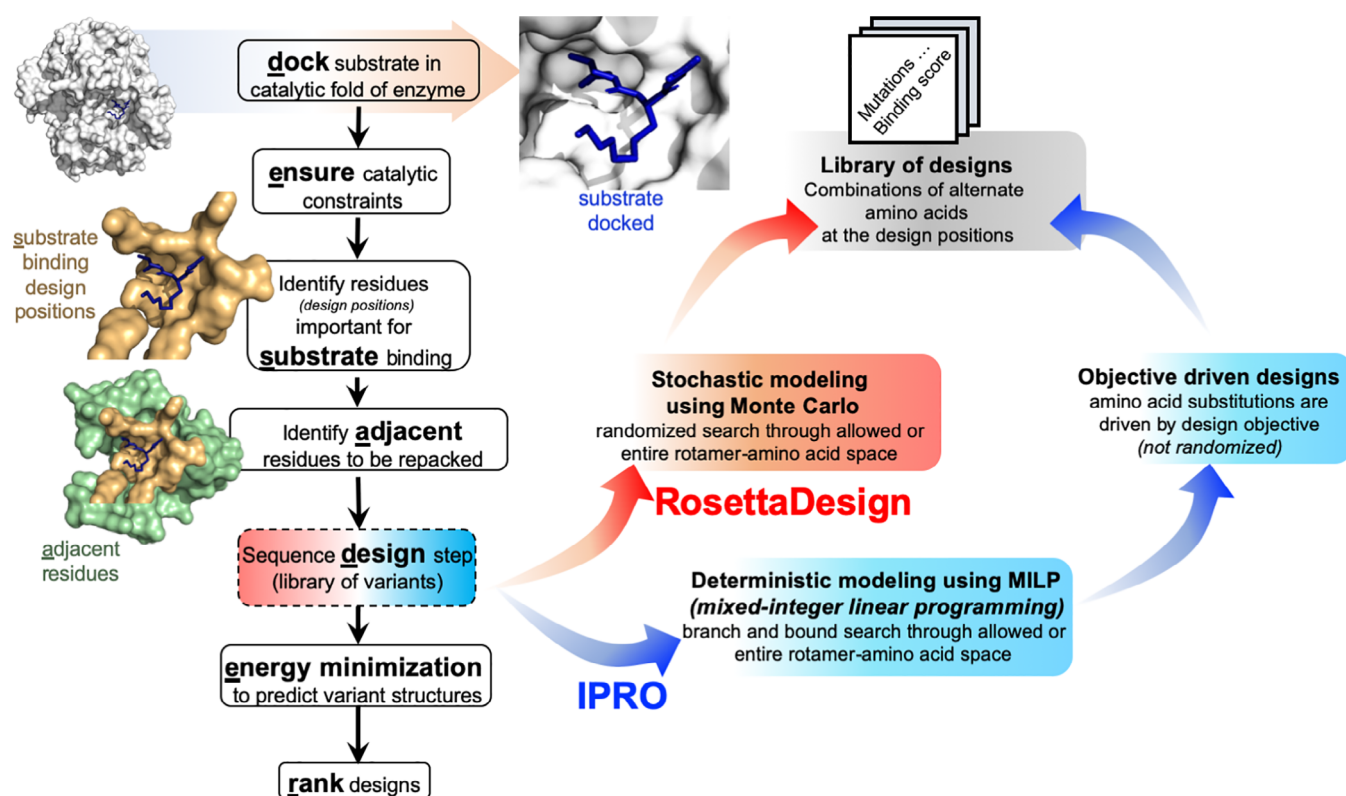 dock substrate in
catalytic fold of enzyme
ensure catalytic
constraints
substrate
binding
design
positions
Identify residues
(design positions)
important for
substrate binding
Identify adjacent
residues to be repacked
adjacent
residues
Sequence design step
(library of variants)
energy minimization
to predict variant structures
rank designs
substrate
docked
Mutations ...
Binding score
Library of designs
Combinations of alternate
amino acids
at the design positions
Stochastic modeling
using Monte Carlo
randomized search through allowed or
entire rotamer-amino acid space
RosettaDesign
Objective driven designs
amino acid substitutions are
driven by design objective
(not randomized)
Deterministic modeling using MILP
(mixed-integer linear programming)
branch and bound search through allowed or
entire rotamer-amino acid space
IPRO